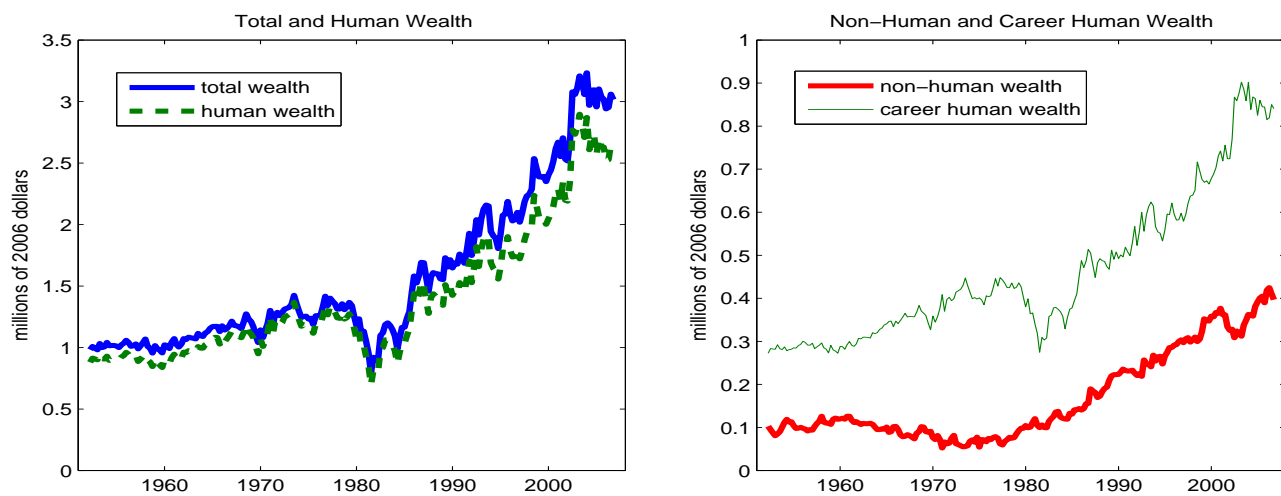 Total and Human Wealth
3.5
3
2.5
2
1.5
1
0.5
0
millions of 2006 dollars
total wealth
human wealth
1960 1970 1980 1990 2000
Non−Human and Career Human Wealth
1
0.9
0.8
0.7
0.6
0.5
0.4
0.3
0.2
0.1
0
millions of 2006 dollars
non−human wealth
career human wealth
1960 1970 1980 1990 2000